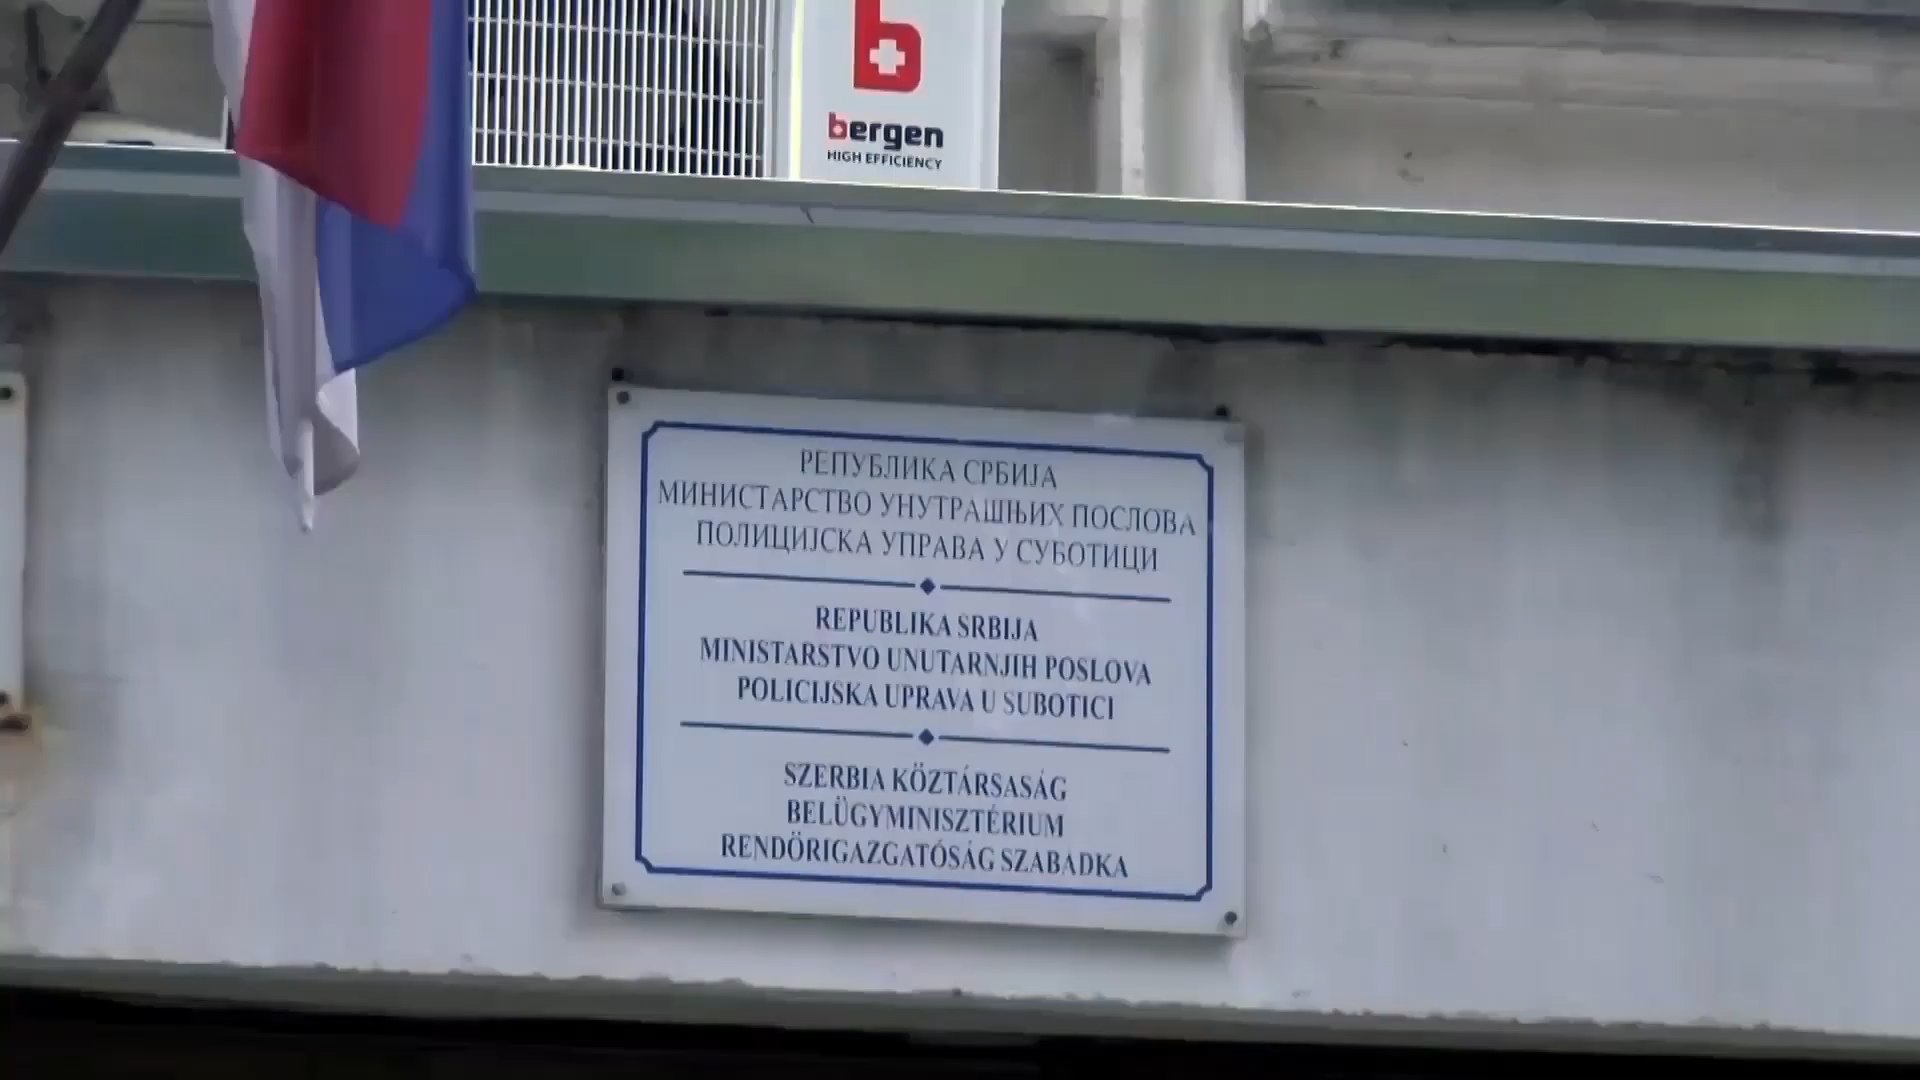 b
bergen
HIGH EFFICIENCY
РЕПУБЛИКА СРБИЈА
МИНИСТАРСТВО УНУТРАШЊИХ ПОСЛОВА
ПОЛИЦИЈСКА УПРАВА У СУБОТИЦИ
REPUBLIKA SRBIJA
MINISTARSTVO UNUTARNJIH POSLOVA
POLICIJSKA UPRAVA U SUBOTICI
SZERBIA KÖZTÁRSASÁG
BELÜGYMINISZTÉRIUM
RENDÖRIGAZGATÓSÁG SZABADKA